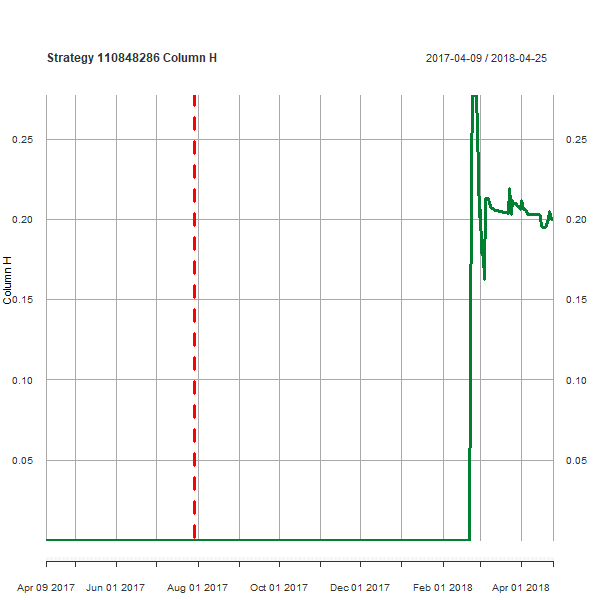 Strategy 110848286 Column H
2017-04-09 / 2018-04-25
0.25 0.25
0.20 0.20
Column H
0.15 0.15
0.10 0.10
0.05 0.05
Apr 09 2017 Jun 01 2017 Aug 01 2017 Oct 01 2017 Dec 01 2017 Feb 01 2018 Apr 01 2018